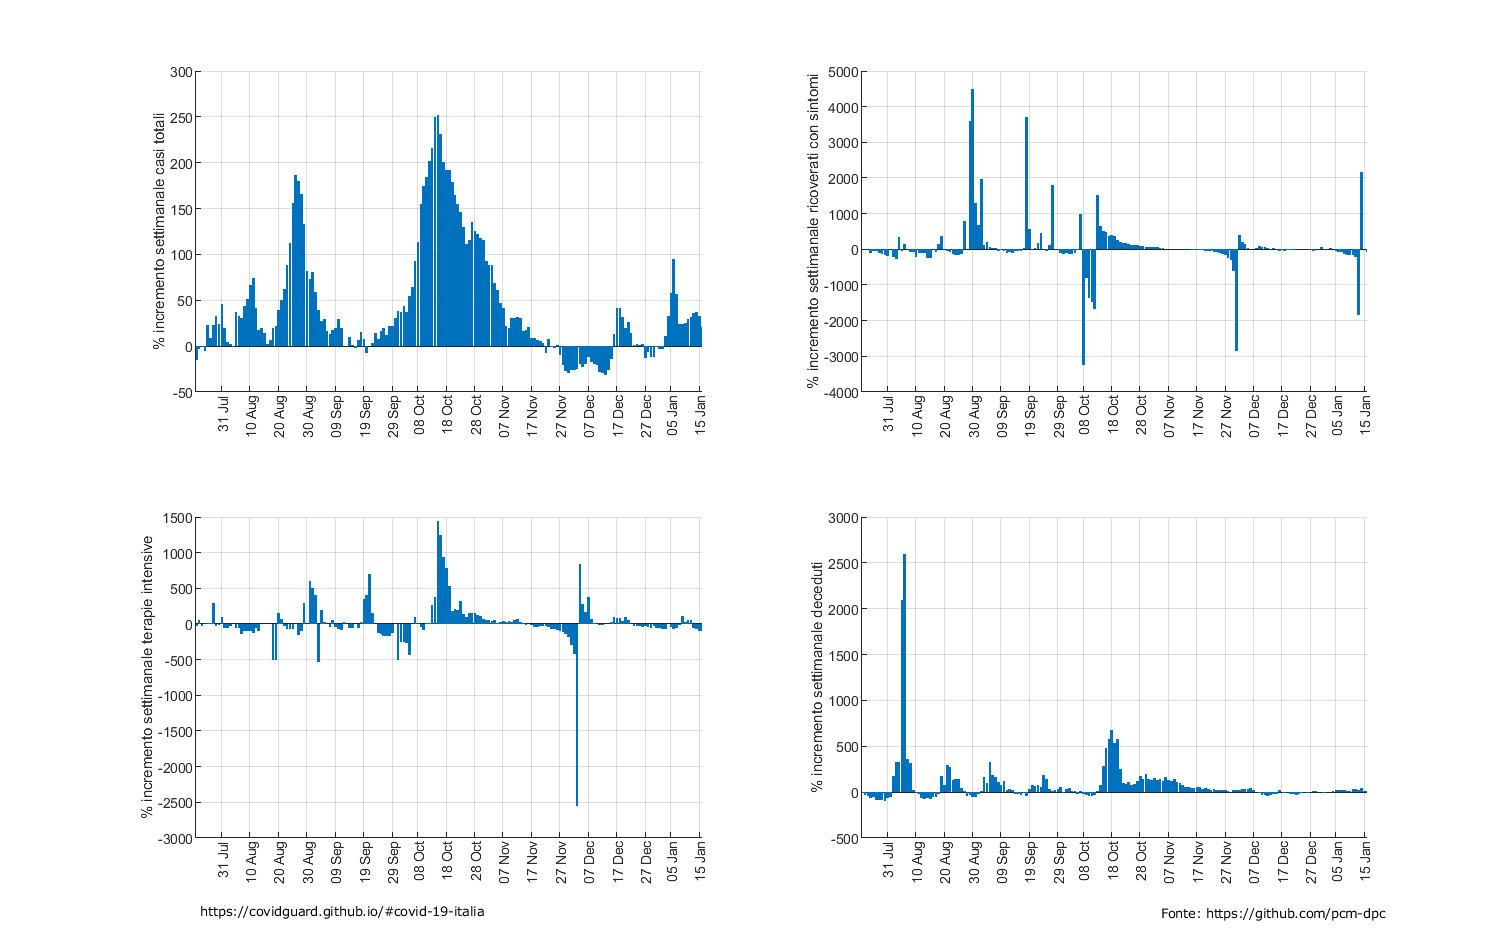 % incremento settimanale casi totali
300
250
200
150
100
50
0
-50
31 Jul
10 Aug
20 Aug
30 Aug
09 Sep
19 Sep
29 Sep
08 Oct
18 Oct
28 Oct
07 Nov
17 Nov
27 Nov
07 Dec
17 Dec
27 Dec
05 Jan
15 Jan
% incremento settimanale ricoverati con sintomi
5000
4000
3000
2000
1000
0
-1000
-2000
-3000
-4000
31 Jul
10 Aug
20 Aug
30 Aug
09 Sep
19 Sep
29 Sep
08 Oct
18 Oct
28 Oct
07 Nov
17 Nov
27 Nov
07 Dec
17 Dec
27 Dec
05 Jan
15 Jan
% incremento settimanale terapie intensive
1500
1000
500
0
-500
-1000
-1500
-2000
-2500
-3000
31 Jul
10 Aug
20 Aug
30 Aug
09 Sep
19 Sep
29 Sep
08 Oct
18 Oct
28 Oct
07 Nov
17 Nov
27 Nov
07 Dec
17 Dec
27 Dec
05 Jan
15 Jan
% incremento settimanale deceduti
3000
2500
2000
1500
1000
500
0
-500
31 Jul
10 Aug
20 Aug
30 Aug
09 Sep
19 Sep
29 Sep
08 Oct
18 Oct
28 Oct
07 Nov
17 Nov
27 Nov
07 Dec
17 Dec
27 Dec
05 Jan
15 Jan
https://covidguard.github.io/#covid-19-italia
Fonte: https://github.com/pcm-dpc